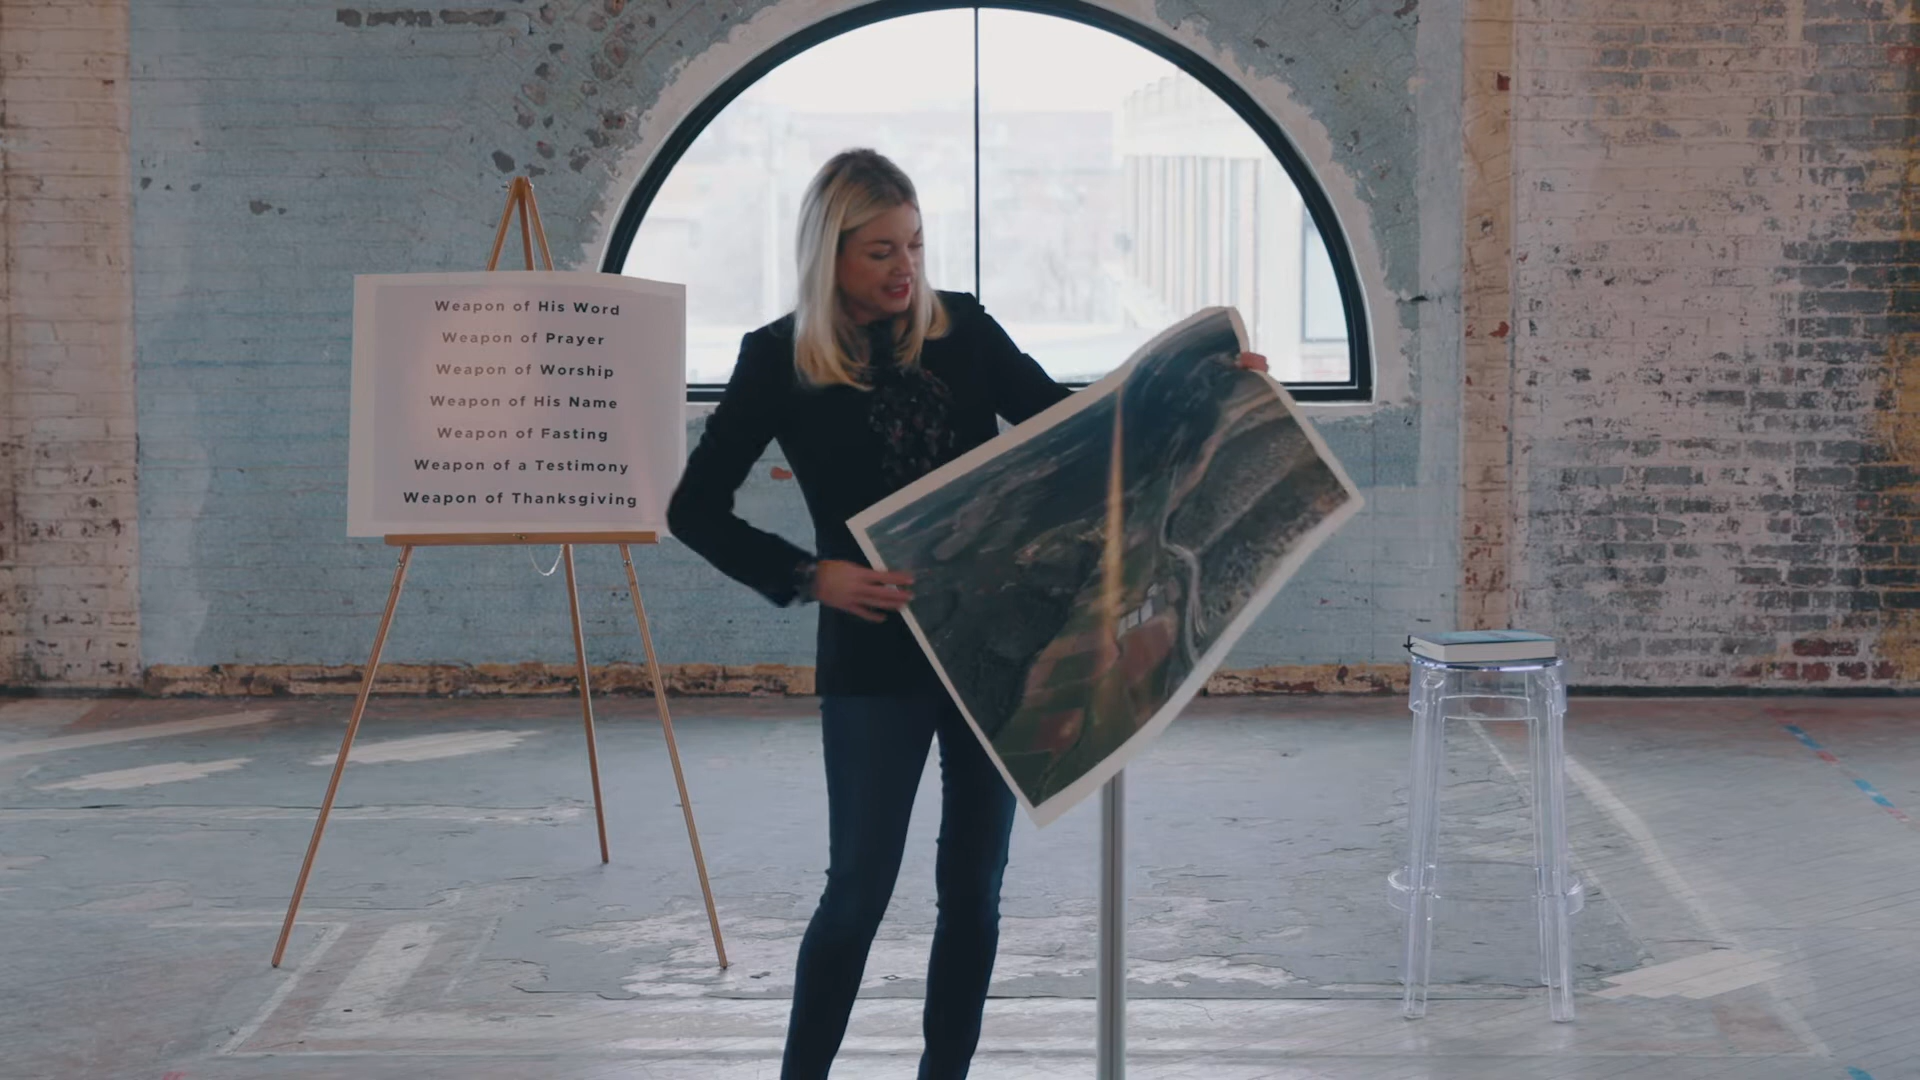 Weapon of His Word
Weapon of Prayer
Weapon of Worship
Weapon of His Name
Weapon of Fasting
Weapon of a Testimony
Weapon of Thanksgiving